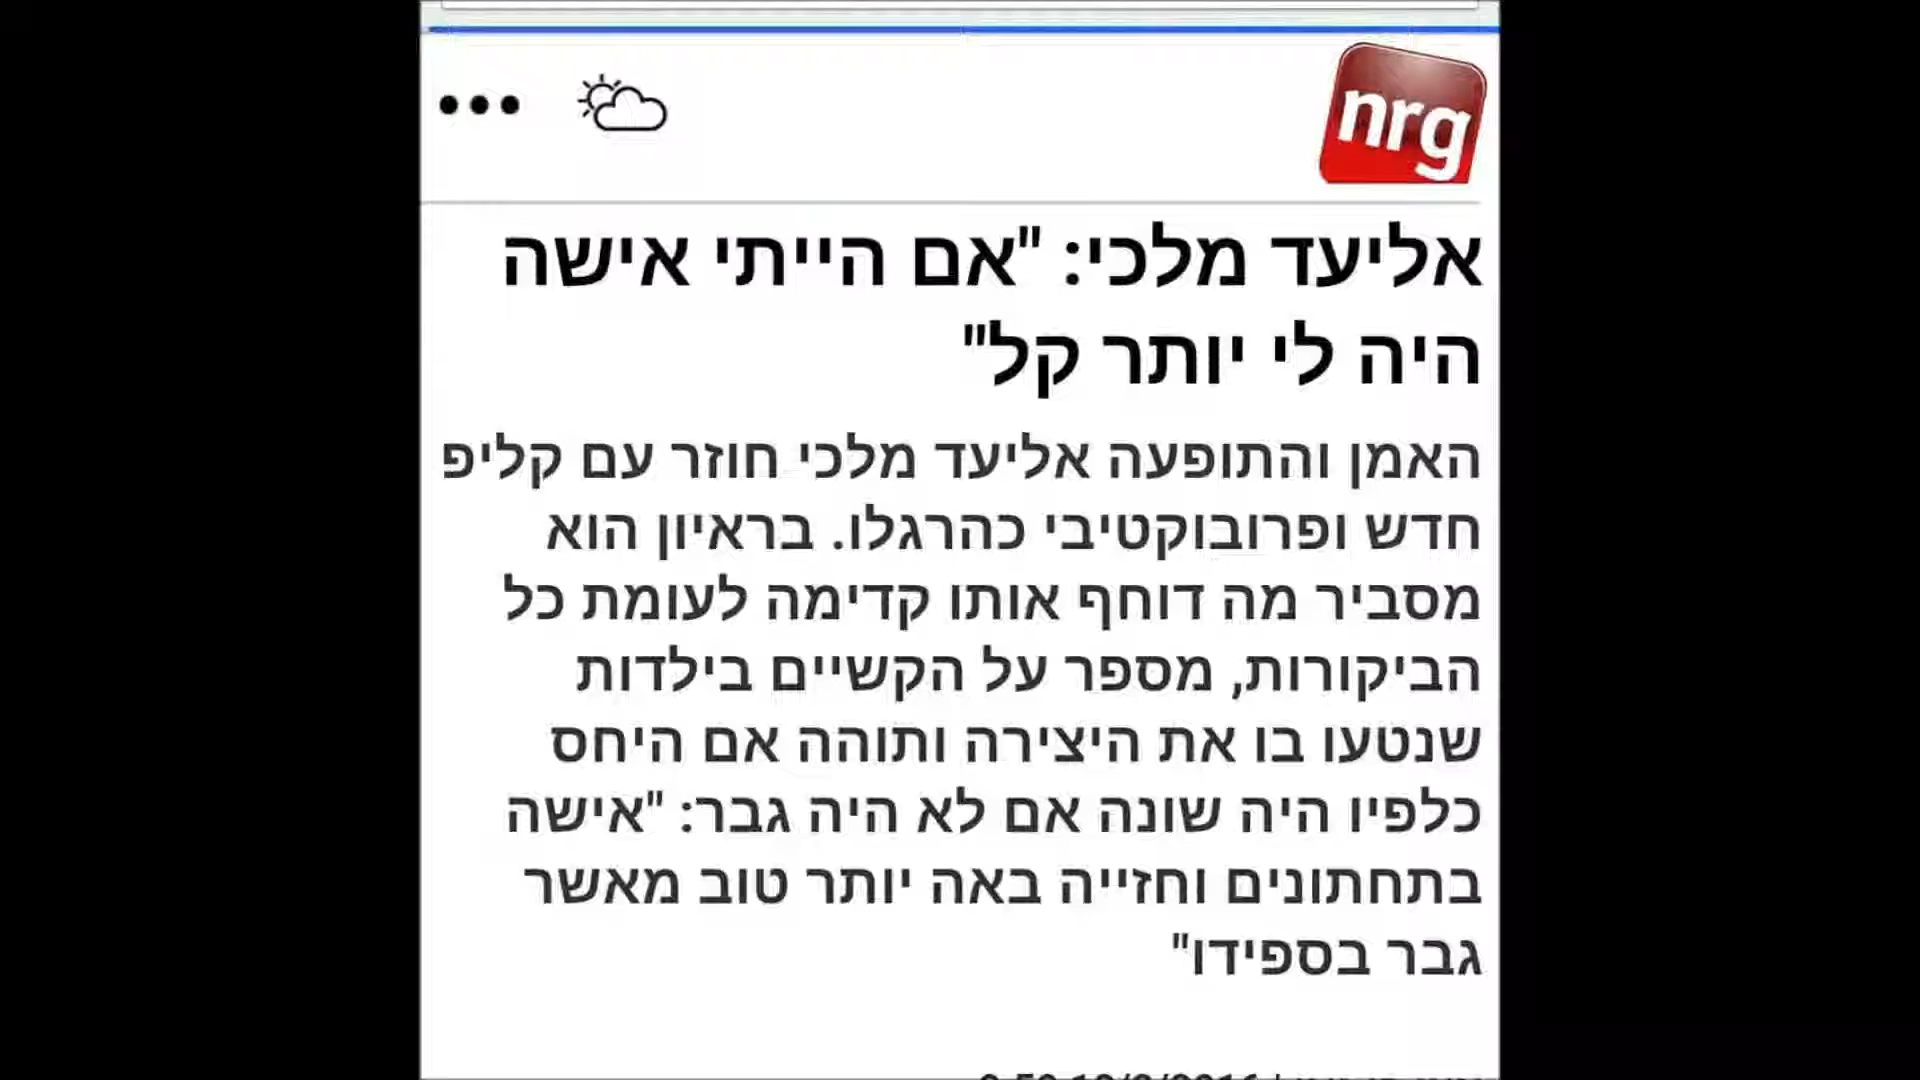 nrg
אליעד מלכי: "אם הייתי אישה
היה לי יותר קל"
האמן והתופעה אליעד מלכי חוזר עם קליפ
חדש ופרובוקטיבי כהרגלו. בראיון הוא
מסביר מה דוחף אותו קדימה לעומת כל
הביקורות, מספר על הקשיים בילדות
שנטעו בו את היצירה ותוהה אם היחס
כלפיו היה שונה אם לא היה גבר: "אישה
בתחתונים וחזייה באה יותר טוב מאשר
גבר בספידו"